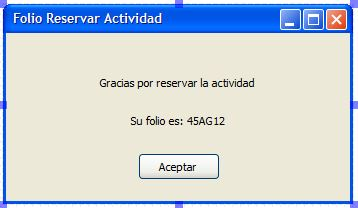 Folio Reservar Actividad
Gracias por reservar la actividad
Su folio es: 45AG12
Aceptar